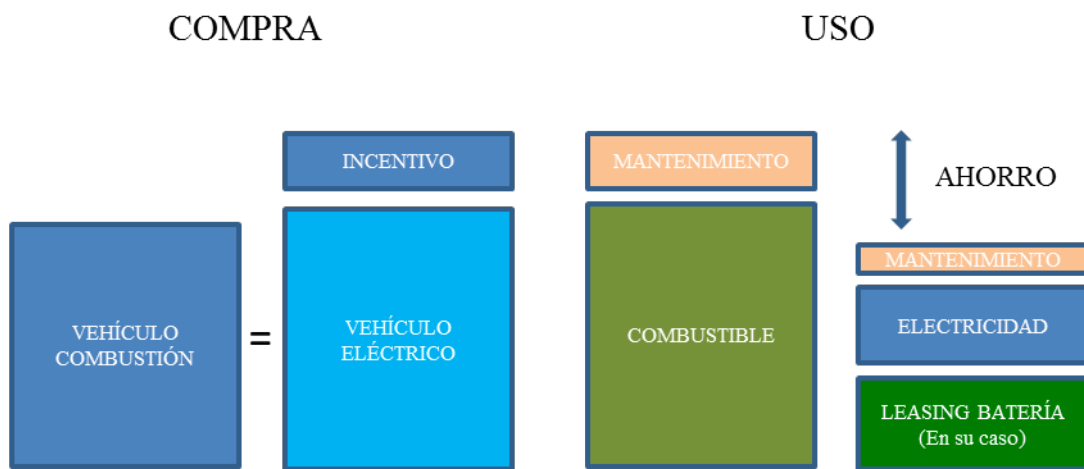 COMPRA
USO
INCENTIVO
VEHÍCULO
COMBUSTIÓN
=
VEHÍCULO
ELÉCTRICO
MANTENIMIENTO
COMBUSTIBLE
AHORRO
MANTENIMIENTO
ELECTRICIDAD
LEASING BATERÍA
(En su caso)